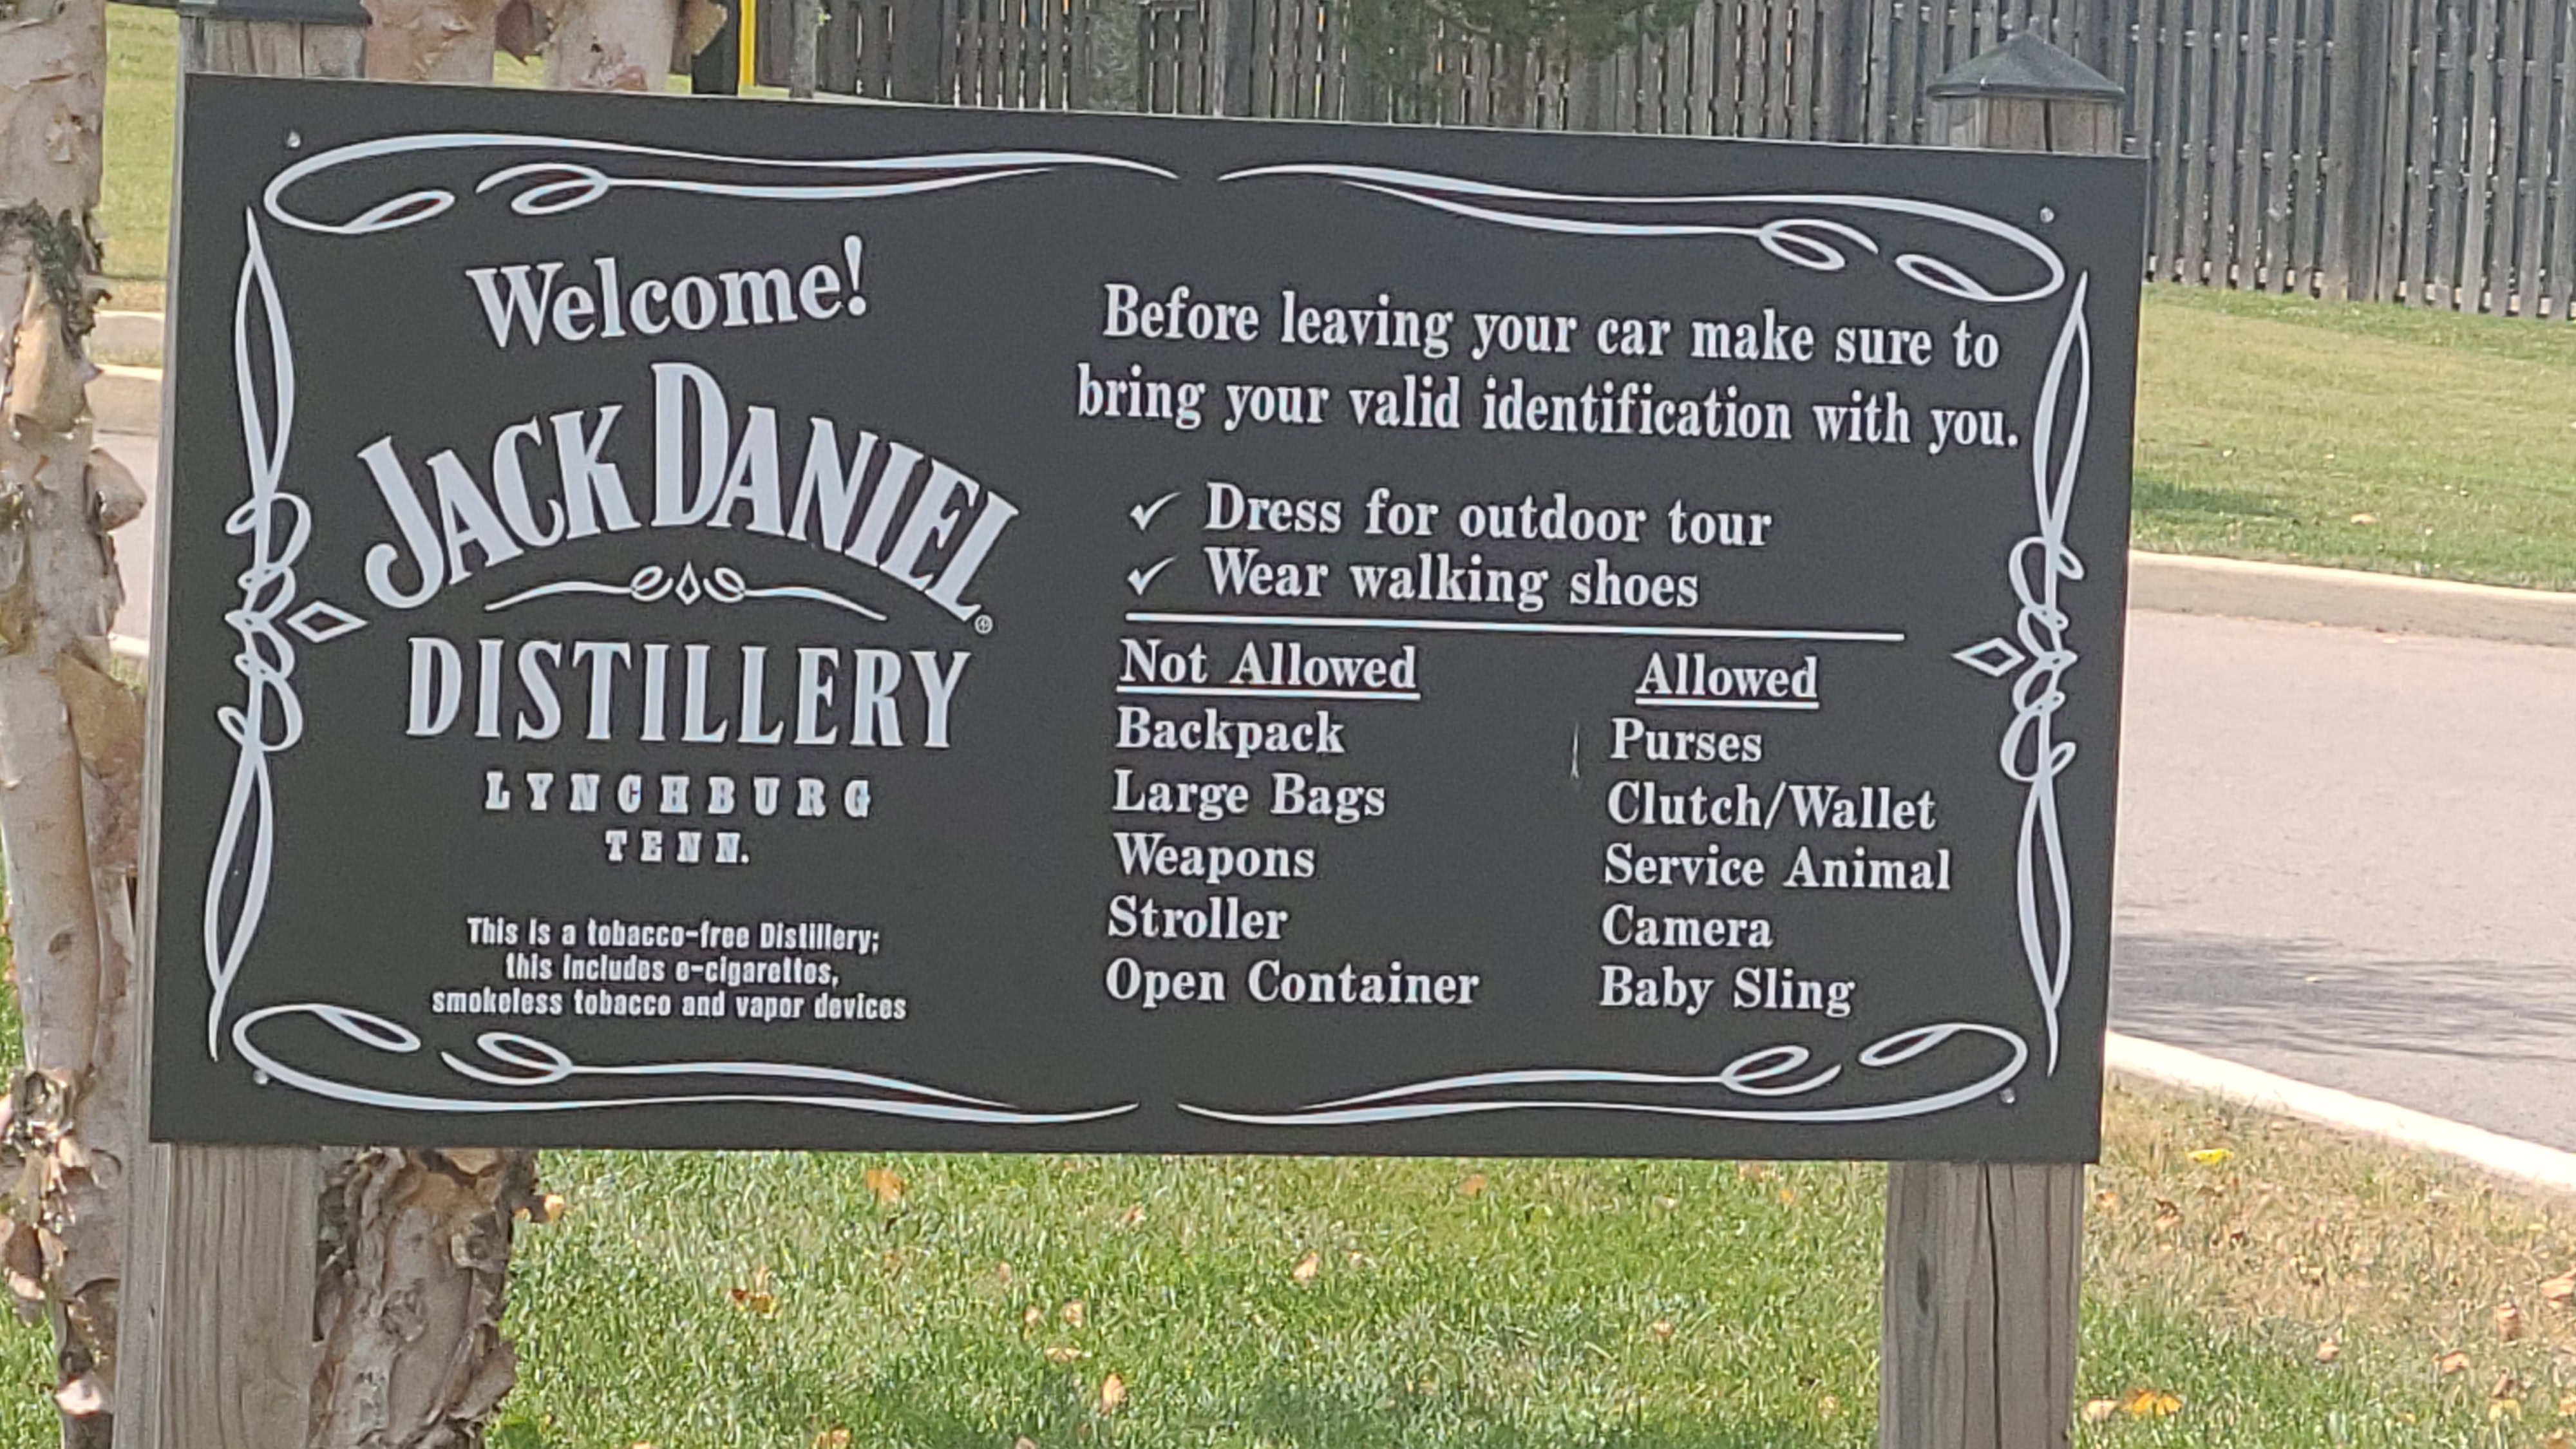 Welcome!
JACK DANIEL
®
DISTILLERY
LYNCHBURG
TENN.
This is a tobacco-free Distillery;
this includes e-cigarettes,
smokeless tobacco and vapor devices
Before leaving your car make sure to
bring your valid identification with you.
✓ Dress for outdoor tour
✓ Wear walking shoes
Not Allowed
Backpack
Large Bags
Weapons
Stroller
Open Container
Allowed
Purses
Clutch/Wallet
Service Animal
Camera
Baby Sling